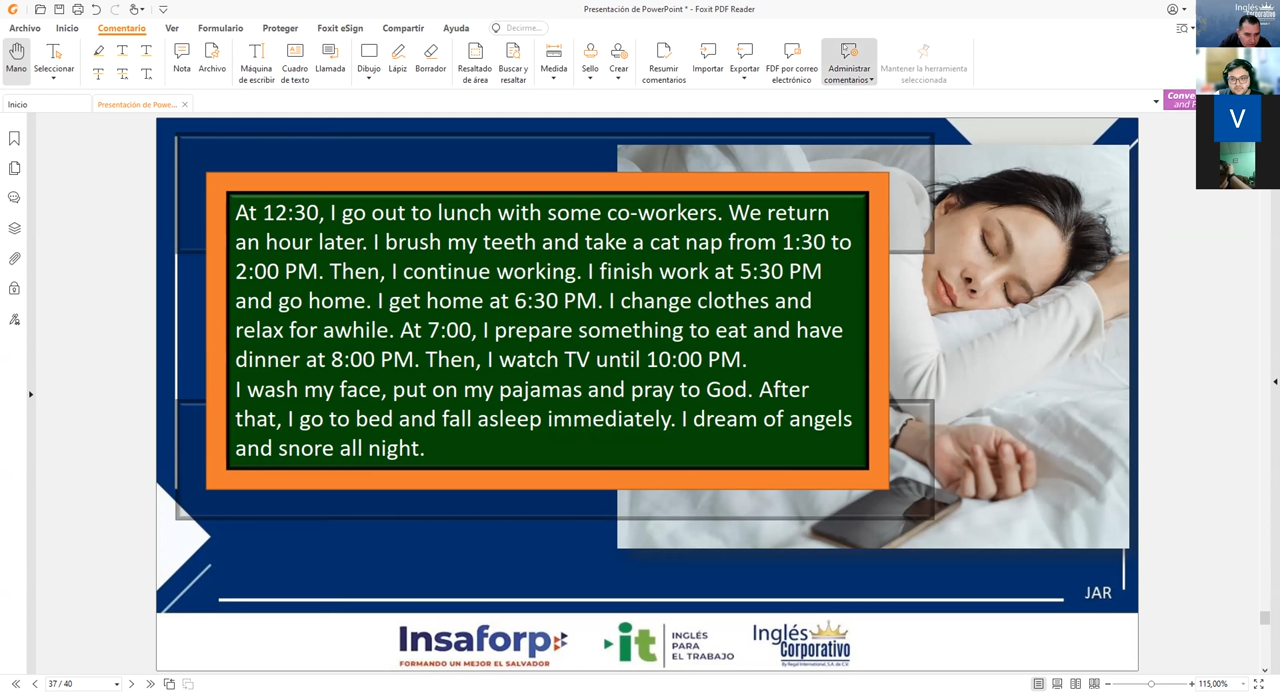 Presentación de PowerPoint * - Foxit PDF Reader
Archivo Inicio Comentario Ver Formulario Proteger Foxit eSign Compartir Ayuda Decirme...
Mano Seleccionar Nota Archivo Máquina de escribir Cuadro de texto Llamada Dibujo Lápiz Borrador Resaltado de área Buscar y resaltar Medida Sello Crear Resumir comentarios Importar Exportar PDF por correo electrónico Administrar comentarios Mantener la herramienta seleccionada
Inicio Presentación de Powe...
Inglés
Corporativo
V
At 12:30, I go out to lunch with some co-workers. We return
an hour later. I brush my teeth and take a cat nap from 1:30 to
2:00 PM. Then, I continue working. I finish work at 5:30 PM
and go home. I get home at 6:30 PM. I change clothes and
relax for awhile. At 7:00, I prepare something to eat and have
dinner at 8:00 PM. Then, I watch TV until 10:00 PM.
I wash my face, put on my pajamas and pray to God. After
that, I go to bed and fall asleep immediately. I dream of angels
and snore all night.
JAR
Insaforp
FORMANDO UN MEJOR EL SALVADOR
it
INGLÉS
PARA
EL TRABAJO
Inglés
Corporativo
By Regal International, S.A. de C.V.
37 / 40
115,00%